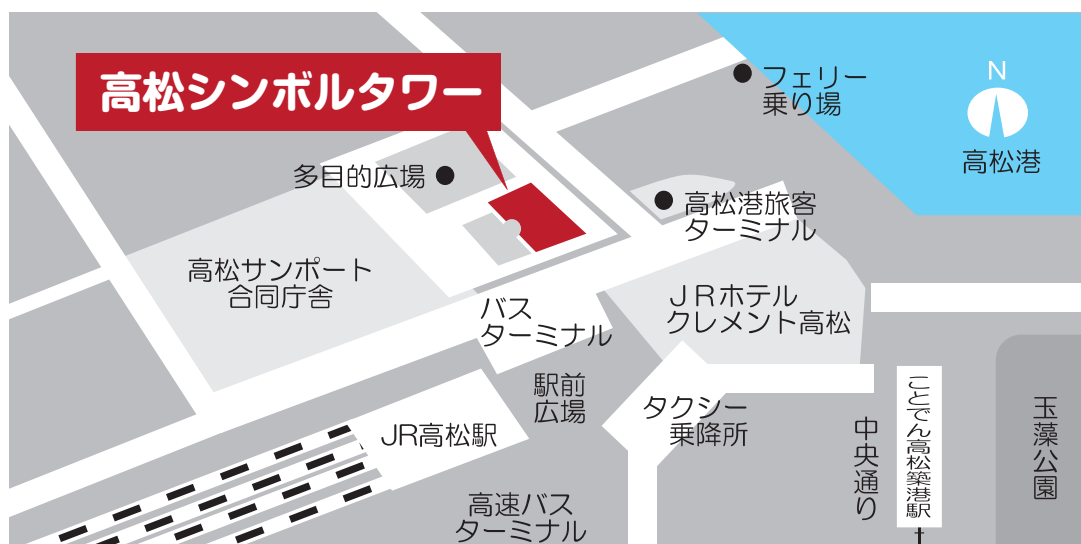 高松シンボルタワー
フェリー
乗り場
N
高松港
多目的広場
高松港旅客
ターミナル
高松サンポート
合同庁舎
バス
ターミナル
JRホテル
クレメント高松
駅前
広場
タクシー
乗降所
JR高松駅
高速バス
ターミナル
中央通り
ことでん高松築港駅
玉藻公園